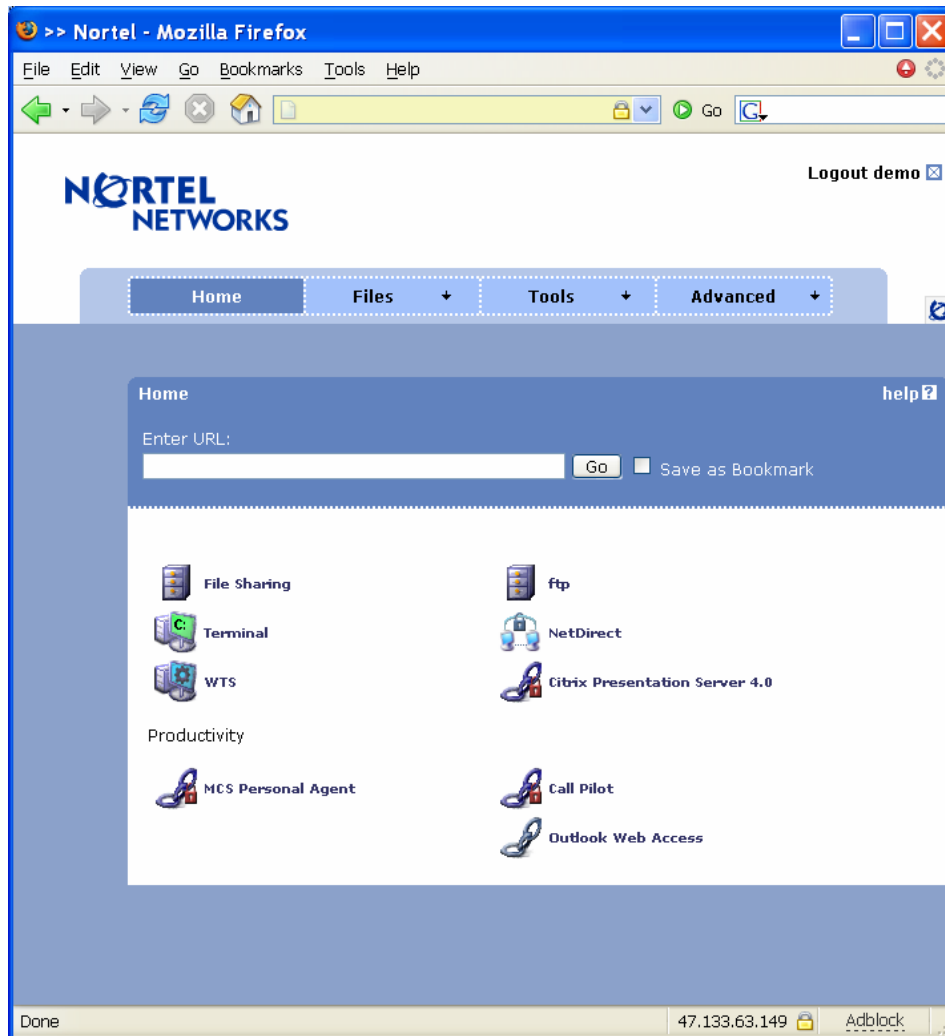 >> Nortel - Mozilla Firefox
File Edit View Go Bookmarks Tools Help
Go G
Logout demo
NORTEL
NETWORKS
Home Files Tools Advanced
Home help?
Enter URL:
Go Save as Bookmark
File Sharing ftp
C: Terminal NetDirect
WTS Citrix Presentation Server 4.0
Productivity
MCS Personal Agent Call Pilot
Outlook Web Access
Done 47.133.63.149 Adblock